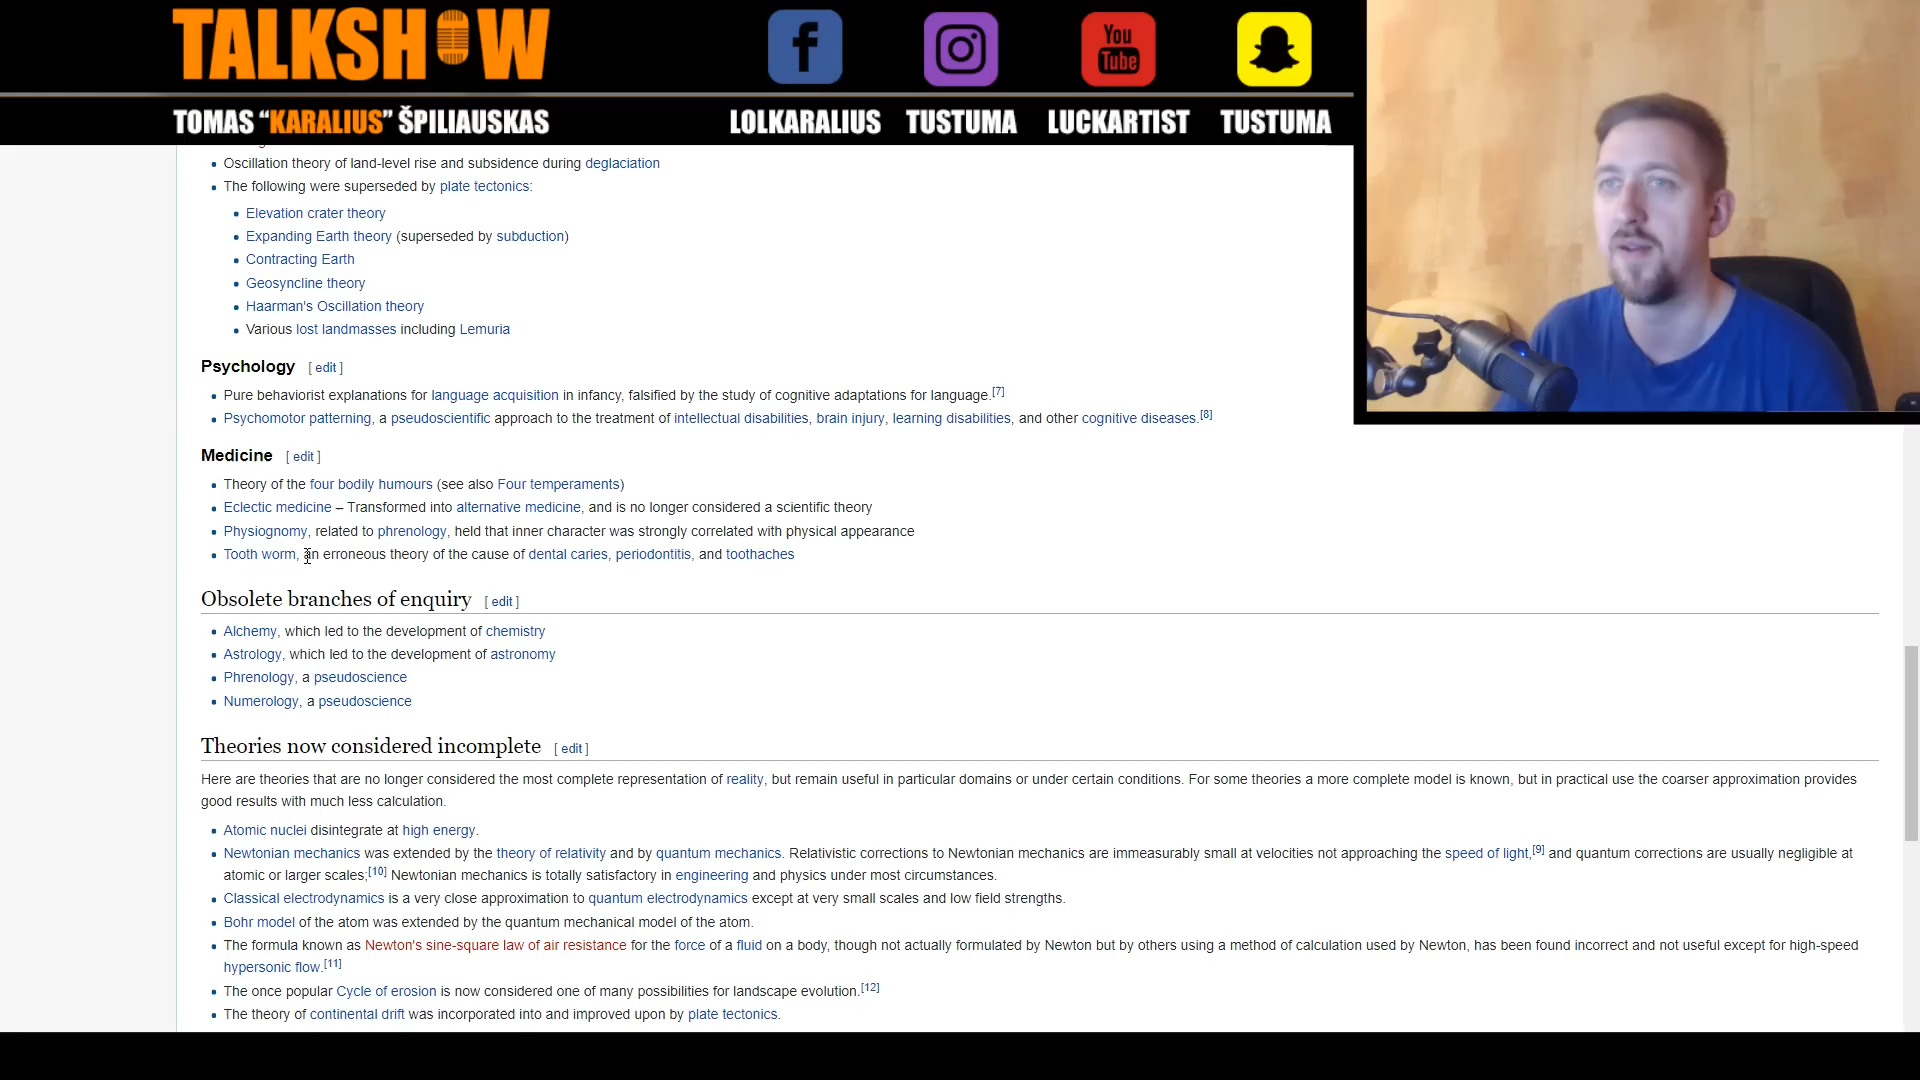 TALKSHOW
TOMAS "KARALIUS" ŠPILIAUSKAS
You
Tube
LOLKARALIUS TUSTUMA LUCKARTIST TUSTUMA
Oscillation theory of land-level rise and subsidence during deglaciation
The following were superseded by plate tectonics:
Elevation crater theory
Expanding Earth theory (superseded by subduction)
Contracting Earth
Geosyncline theory
Haarman's Oscillation theory
Various lost landmasses including Lemuria
Psychology [ edit ]
Pure behaviorist explanations for language acquisition in infancy, falsified by the study of cognitive adaptations for language.[7]
Psychomotor patterning, a pseudoscientific approach to the treatment of intellectual disabilities, brain injury, learning disabilities, and other cognitive diseases.[8]
Medicine [ edit ]
Theory of the four bodily humours (see also Four temperaments)
Eclectic medicine – Transformed into alternative medicine, and is no longer considered a scientific theory
Physiognomy, related to phrenology, held that inner character was strongly correlated with physical appearance
Tooth worm, an erroneous theory of the cause of dental caries, periodontitis, and toothaches
Obsolete branches of enquiry [ edit ]
Alchemy, which led to the development of chemistry
Astrology, which led to the development of astronomy
Phrenology, a pseudoscience
Numerology, a pseudoscience
Theories now considered incomplete [ edit ]
Here are theories that are no longer considered the most complete representation of reality, but remain useful in particular domains or under certain conditions. For some theories a more complete model is known, but in practical use the coarser approximation provides
good results with much less calculation.
Atomic nuclei disintegrate at high energy.
Newtonian mechanics was extended by the theory of relativity and by quantum mechanics. Relativistic corrections to Newtonian mechanics are immeasurably small at velocities not approaching the speed of light,[9] and quantum corrections are usually negligible at
atomic or larger scales;[10] Newtonian mechanics is totally satisfactory in engineering and physics under most circumstances.
Classical electrodynamics is a very close approximation to quantum electrodynamics except at very small scales and low field strengths.
Bohr model of the atom was extended by the quantum mechanical model of the atom.
The formula known as Newton's sine-square law of air resistance for the force of a fluid on a body, though not actually formulated by Newton but by others using a method of calculation used by Newton, has been found incorrect and not useful except for high-speed
hypersonic flow.[11]
The once popular Cycle of erosion is now considered one of many possibilities for landscape evolution.[12]
The theory of continental drift was incorporated into and improved upon by plate tectonics.